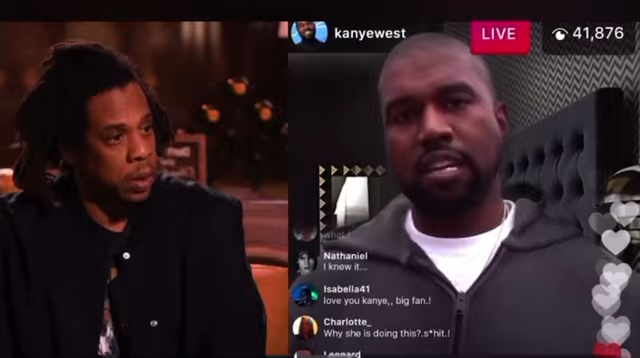 kanyewest
LIVE
41,876
what.!
Nathaniel
I knew it...
Isabella41
love you kanye,, big fan.!
Charlotte_
Why she is doing this?.s*hit.!
Leonard